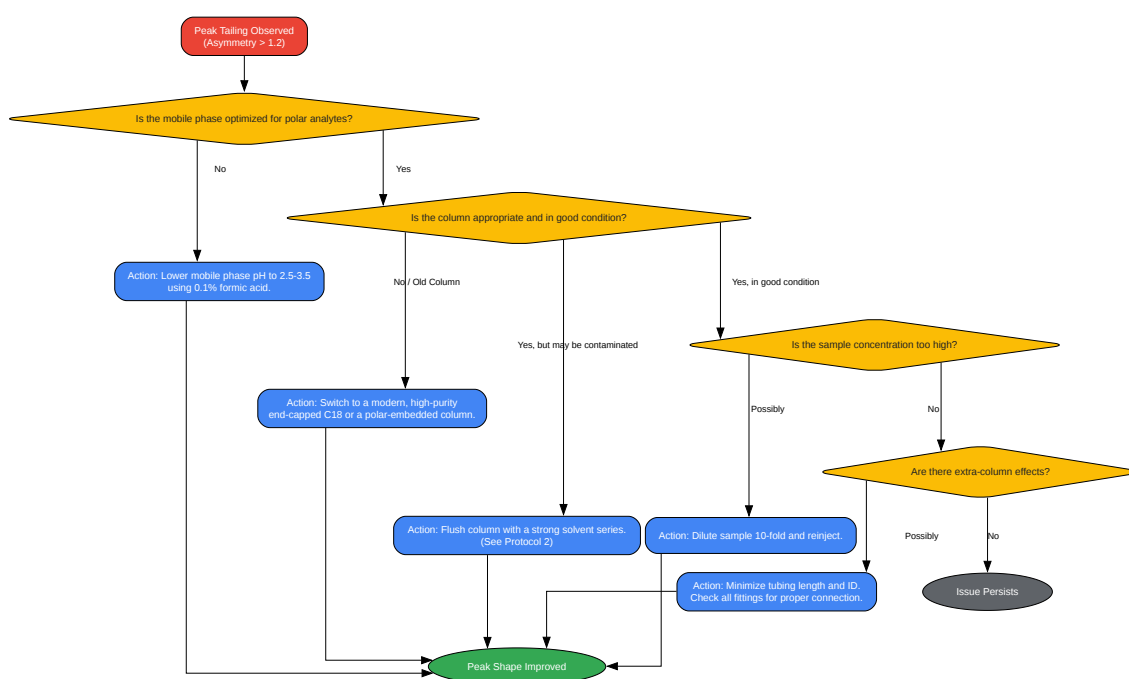 Peak Tailing Observed
(Asymmetry > 1.2)
Is the mobile phase optimized for polar analytes?
No
Yes
Is the column appropriate and in good condition?
Action: Lower mobile phase pH to 2.5-3.5
using 0.1% formic acid.
No / Old Column
Yes, in good condition
Yes, but may be contaminated
Is the sample concentration too high?
Action: Switch to a modern, high-purity
end-capped C18 or a polar-embedded column.
Possibly
No
Are there extra-column effects?
Action: Flush column with a strong solvent series.
(See Protocol 2)
Action: Dilute sample 10-fold and reinject.
Possibly
No
Action: Minimize tubing length and ID.
Check all fittings for proper connection.
Issue Persists
Peak Shape Improved